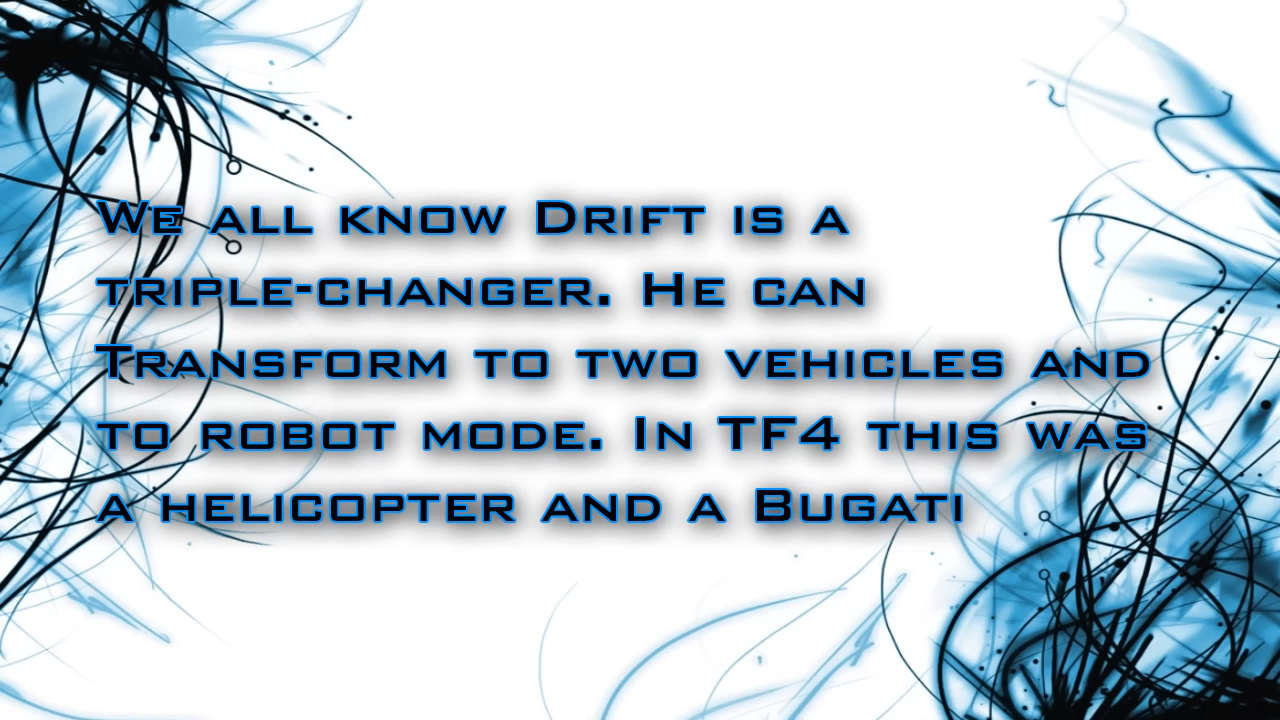 We all know Drift is a
triple-changer. He can
Transform to two vehicles and
to robot mode. In TF4 this was
a helicopter and a Bugati